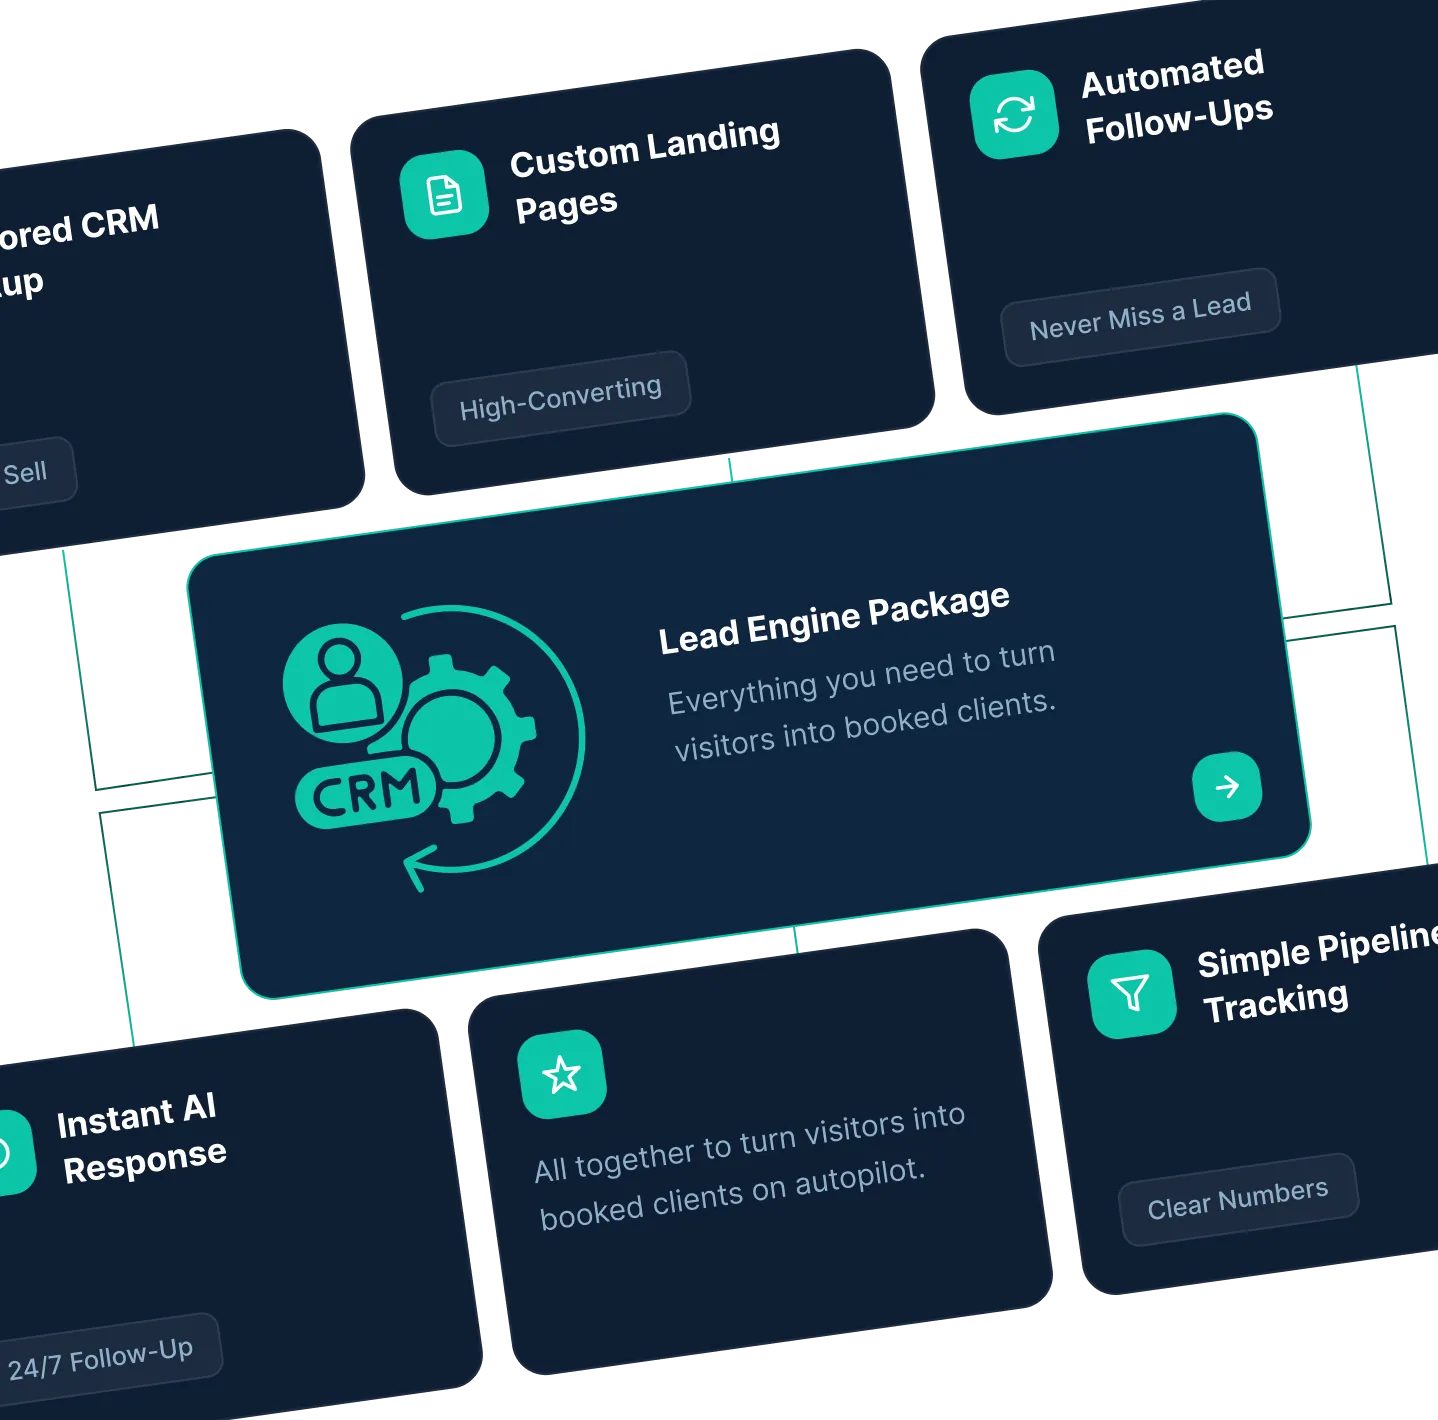 ored CRM
up
Sell
Custom Landing
Pages
High-Converting
Automated
Follow-Ups
Never Miss a Lead
CRM
Lead Engine Package
Everything you need to turn
visitors into booked clients.
Instant AI
Response
24/7 Follow-Up
All together to turn visitors into
booked clients on autopilot.
Simple Pipeline
Tracking
Clear Numbers